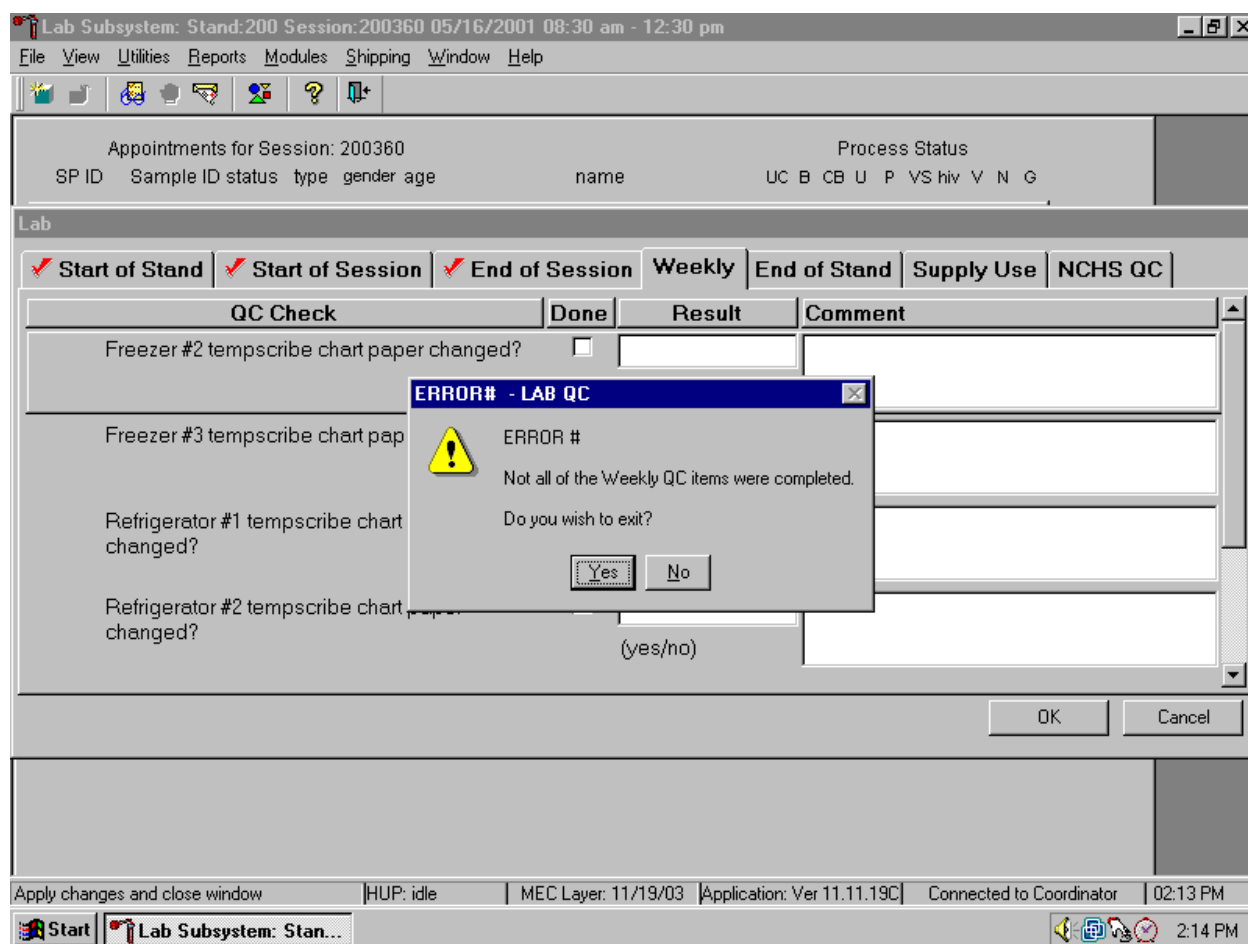 Lab Subsystem: Stand:200 Session:200360 05/16/2001 08:30 am - 12:30 pm
File View Utilities Reports Modules Shipping Window Help
Appointments for Session: 200360 Process Status
SP ID Sample ID status type gender age name UC B CB U P VS hiv V N G
Lab
Start of Stand Start of Session End of Session Weekly End of Stand Supply Use NCHS QC
QC Check Done Result Comment
Freezer #2 tempscribe chart paper changed?
ERROR# - LAB QC
ERROR #
Not all of the Weekly QC items were completed.
Do you wish to exit?
Yes No
Freezer #3 tempscribe chart pap
Refrigerator #1 tempscribe chart
changed?
Refrigerator #2 tempscribe chart
changed?
(yes/no)
OK Cancel
Apply changes and close window HUP: idle MEC Layer: 11/19/03 Application: Ver 11.11.19C Connected to Coordinator 02:13 PM
Start Lab Subsystem: Stan... 2:14 PM